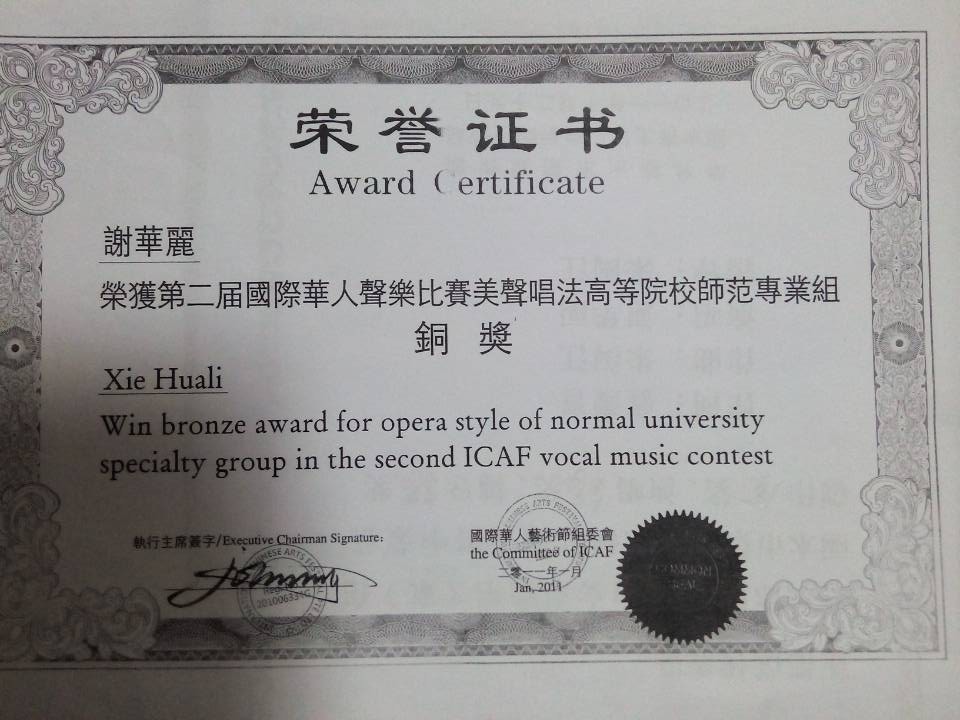 荣誉证书
Award Certificate
謝華麗
榮獲第二届國際華人聲樂比賽美聲唱法高等院校師范專業組
銅 獎
Xie Huali
Win bronze award for opera style of normal university
specialty group in the second ICAF vocal music contest
執行主席簽字/Executive Chairman Signature:
國際華人藝術節組委會
the Committee of ICAF
二零一一年一月
Jan, 2011
COMMON
SEAL